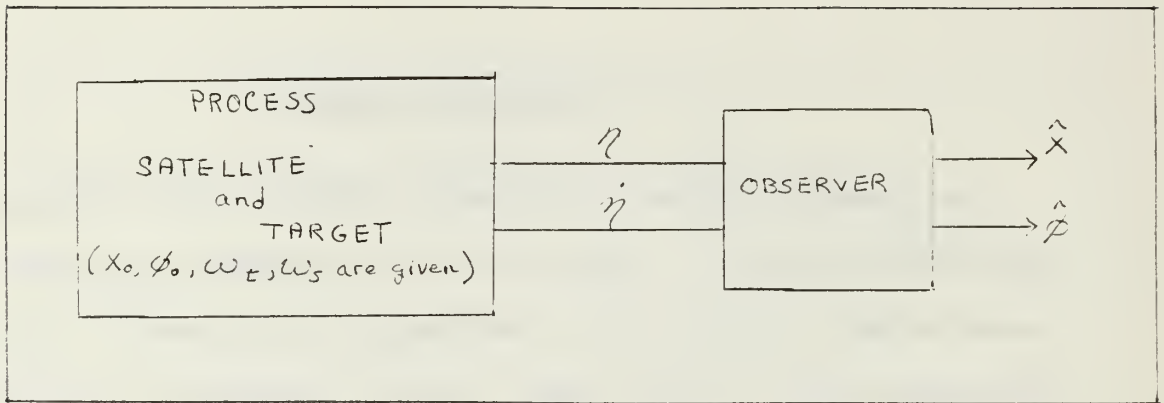 PROCESS
SATELLITE
and
TARGET
(X₀, ϕ₀, ω_t, ω_s are given)
η
η̇
OBSERVER
x̂
ϕ̂